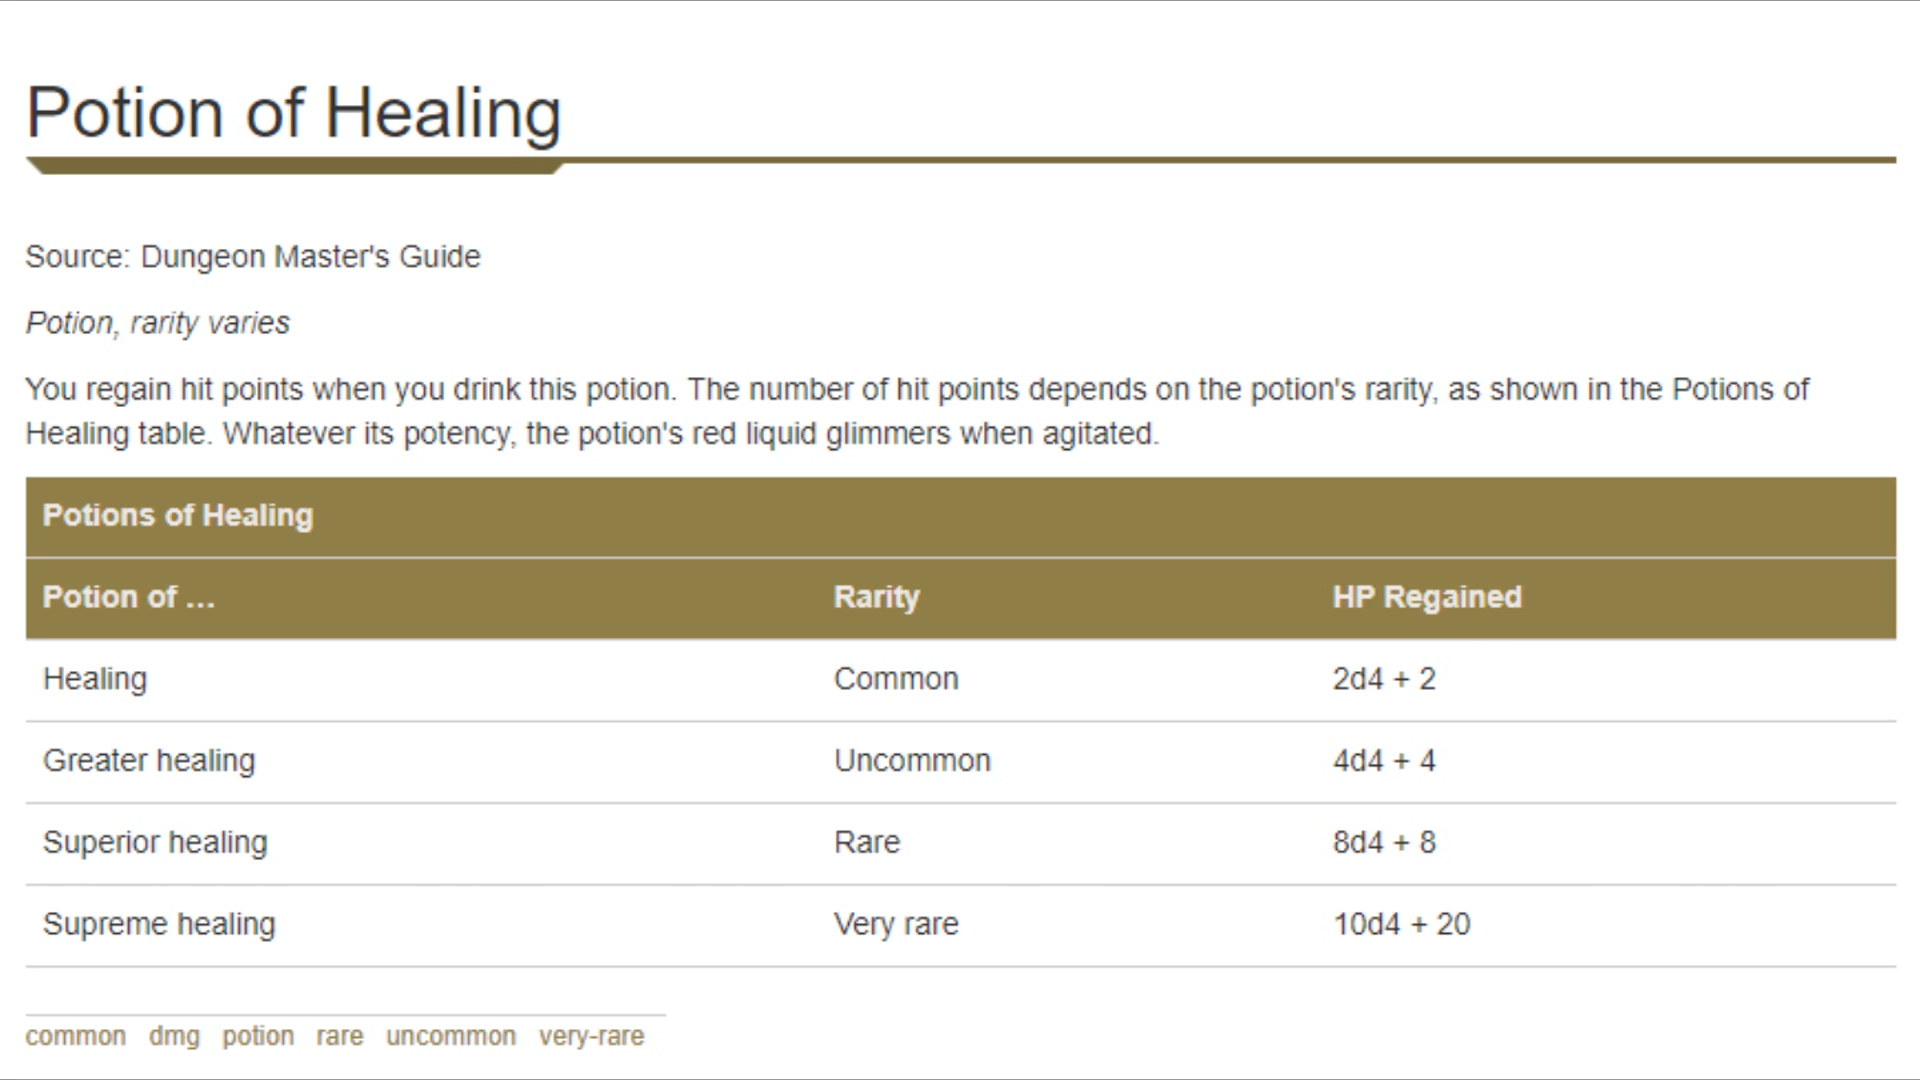 Potion of Healing
Source: Dungeon Master's Guide
Potion, rarity varies
You regain hit points when you drink this potion. The number of hit points depends on the potion's rarity, as shown in the Potions of
Healing table. Whatever its potency, the potion's red liquid glimmers when agitated.
Potions of Healing
Potion of ... Rarity HP Regained
Healing Common 2d4 + 2
Greater healing Uncommon 4d4 + 4
Superior healing Rare 8d4 + 8
Supreme healing Very rare 10d4 + 20
common dmg potion rare uncommon very-rare